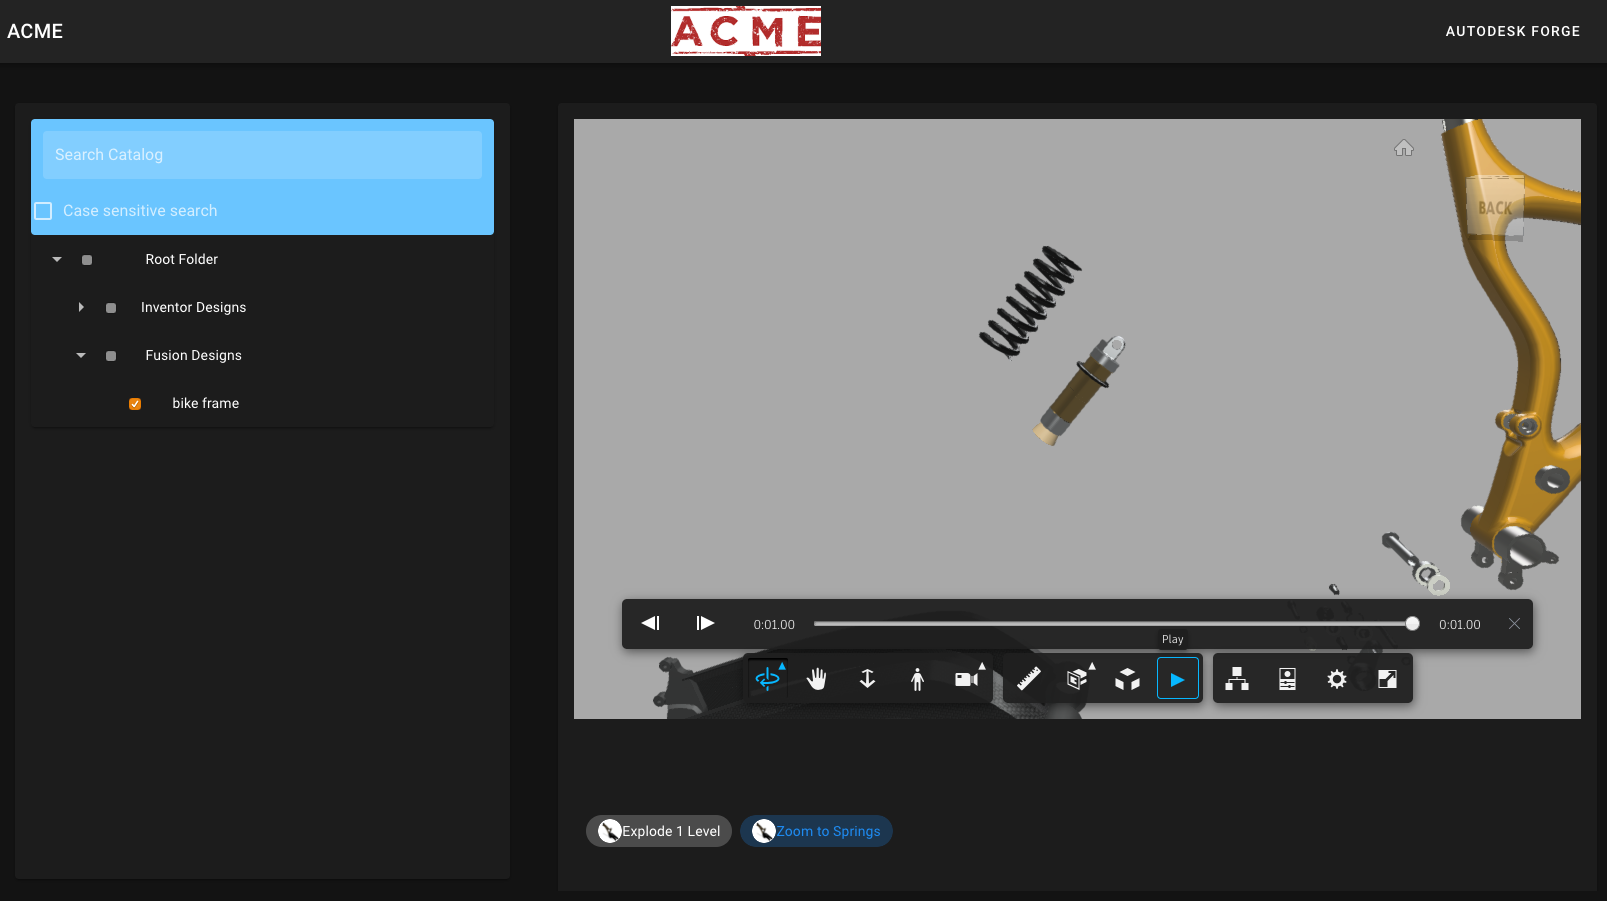 ACME
ACME
AUTODESK FORGE
Search Catalog
Case sensitive search
Root Folder
Inventor Designs
Fusion Designs
bike frame
BACK
0:01.00
0:01.00
Play
Explode 1 Level
Zoom to Springs